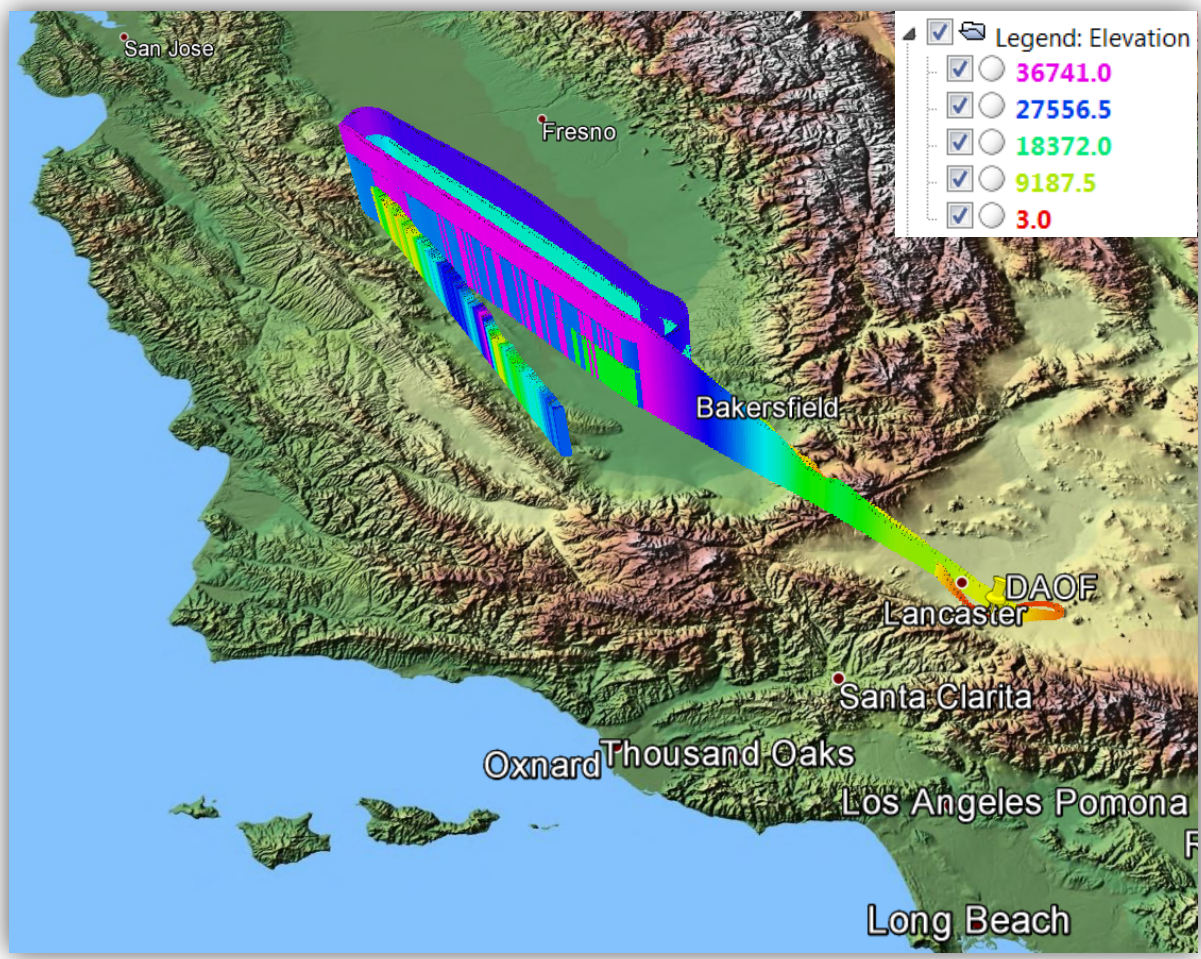 San Jose
Legend: Elevation
36741.0
27556.5
18372.0
9187.5
3.0
Fresno
Bakersfield
DAOF
Lancaster
Santa Clarita
Oxnard
Thousand Oaks
Los Angeles
Pomona
Long Beach